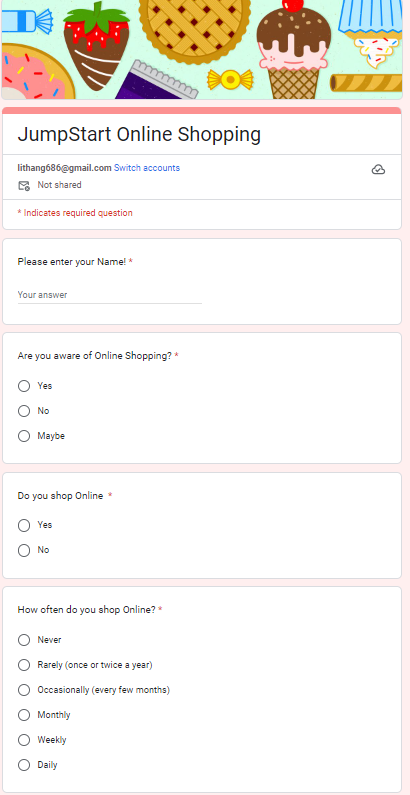 JumpStart Online Shopping
lithang686@gmail.com Switch accounts
Not shared
* Indicates required question
Please enter your Name! *
Your answer
Are you aware of Online Shopping? *
Yes
No
Maybe
Do you shop Online *
Yes
No
How often do you shop Online? *
Never
Rarely (once or twice a year)
Occasionally (every few months)
Monthly
Weekly
Daily